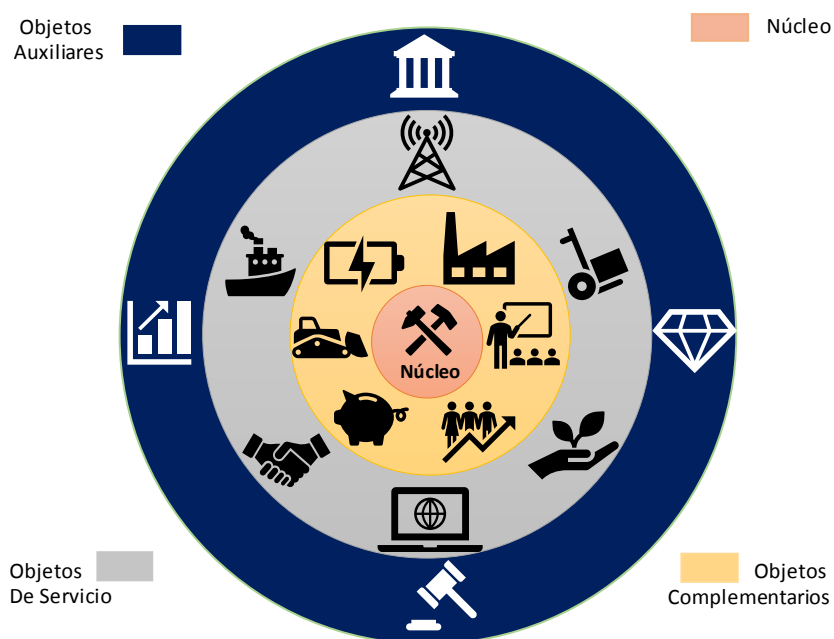 Objetos
Auxiliares
Núcleo
Núcleo
Objetos
De Servicio
Objetos
Complementarios